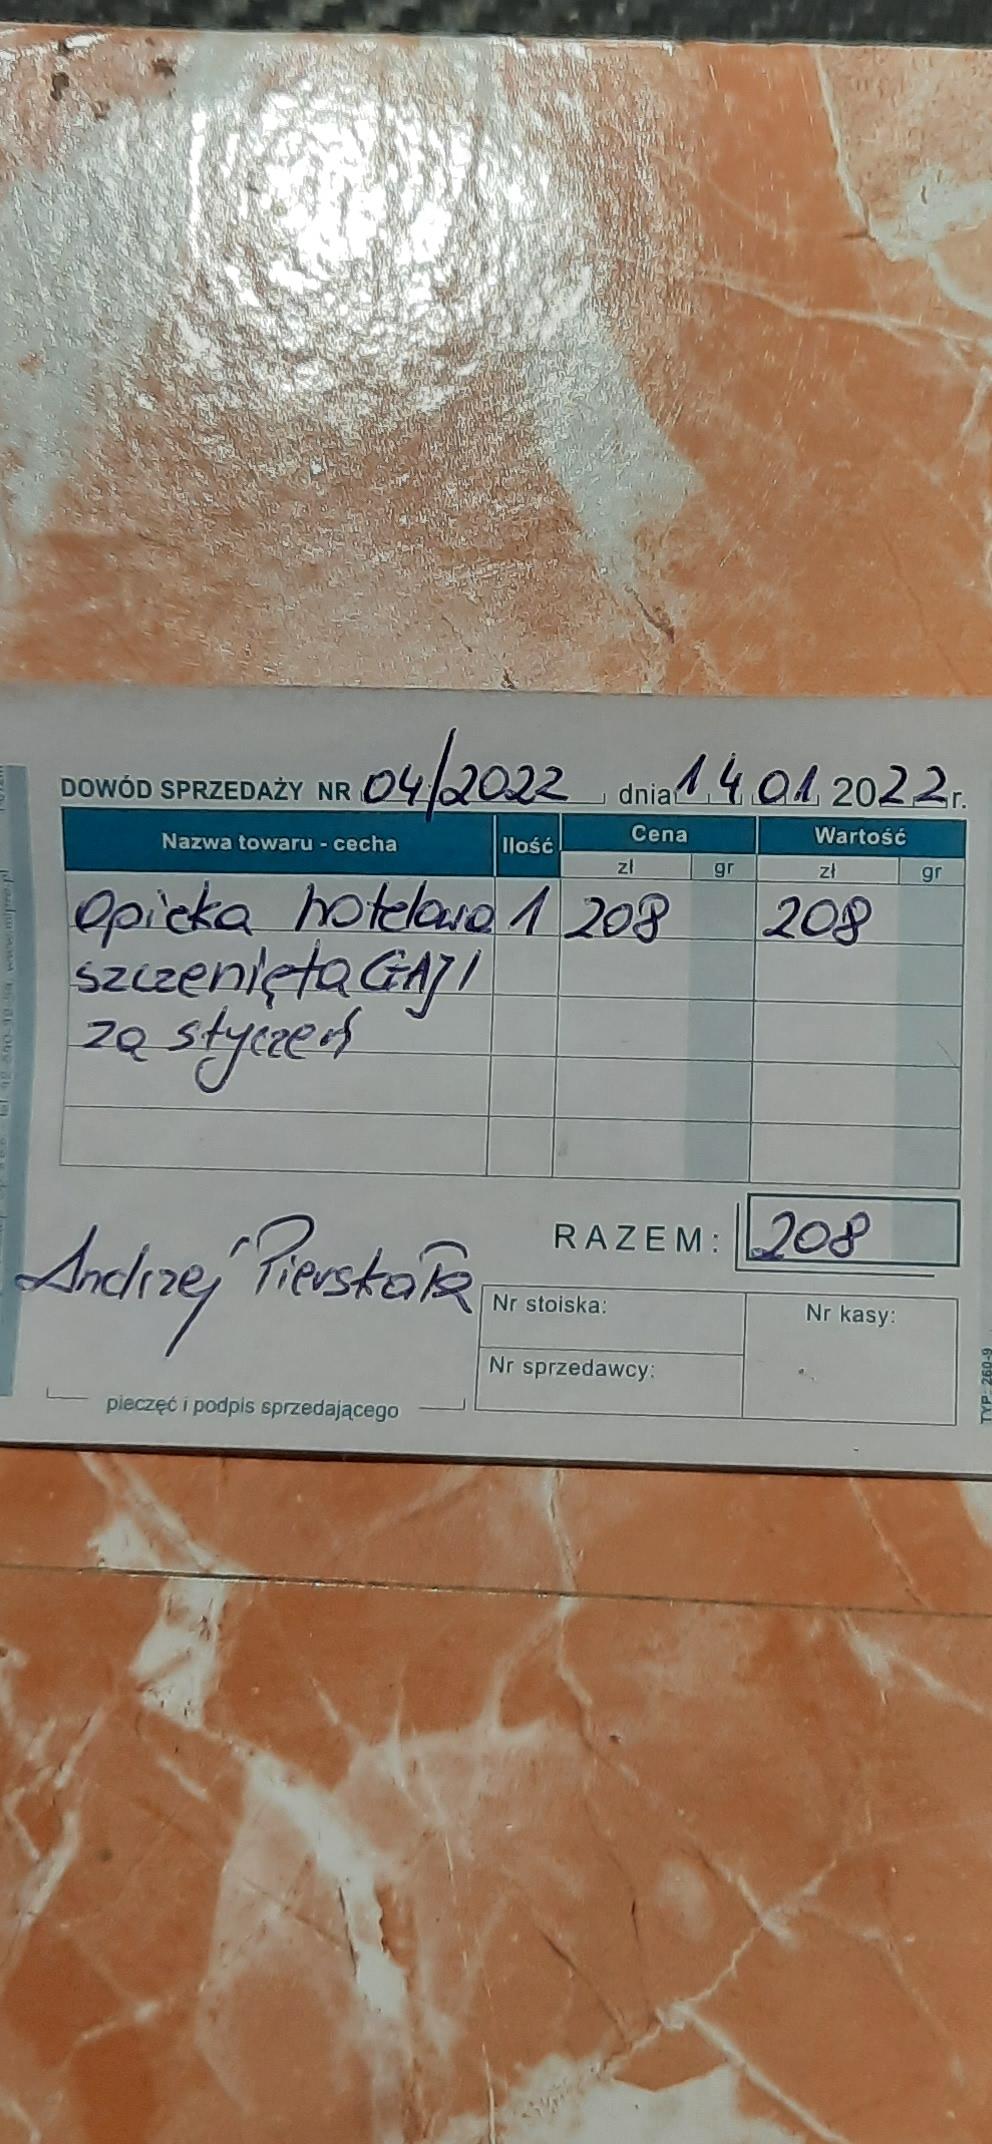 DOWÓD SPRZEDAŻY NR 04/2022 dnia 14.01.2022 r.
Nazwa towaru - cecha Ilość Cena Wartość
zł gr zł gr
Opieka hotelowa 1 208 208
szczenięta GAJI
za styczeń
RAZEM: 208
Andrzej Pierskała
Nr stoiska: Nr kasy:
Nr sprzedawcy:
pieczęć i podpis sprzedającego
TYP: 260-9